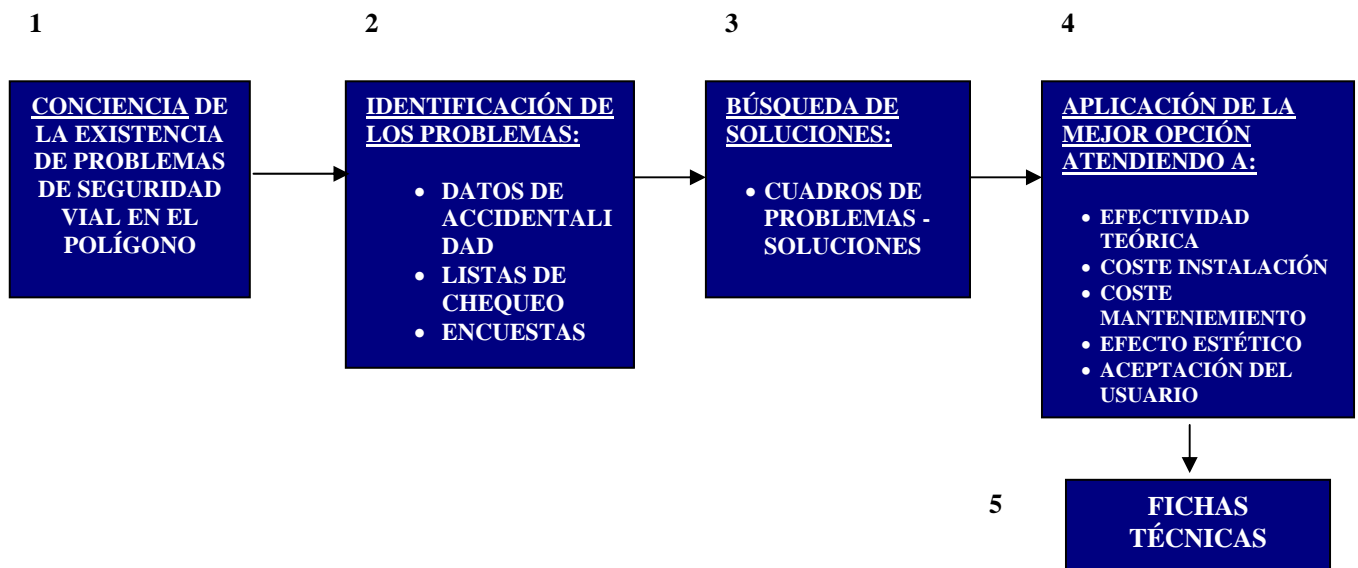 1
CONCIENCIA DE
LA EXISTENCIA
DE PROBLEMAS
DE SEGURIDAD
VIAL EN EL
POLÍGONO
2
IDENTIFICACIÓN DE
LOS PROBLEMAS:
• DATOS DE
ACCIDENTALI
DAD
• LISTAS DE
CHEQUEO
• ENCUESTAS
3
BÚSQUEDA DE
SOLUCIONES:
• CUADROS DE
PROBLEMAS -
SOLUCIONES
4
APLICACIÓN DE LA
MEJOR OPCIÓN
ATENDIENDO A:
• EFECTIVIDAD
TEÓRICA
• COSTE INSTALACIÓN
• COSTE
MANTENIEMIENTO
• EFECTO ESTÉTICO
• ACEPTACIÓN DEL
USUARIO
5
FICHAS
TÉCNICAS